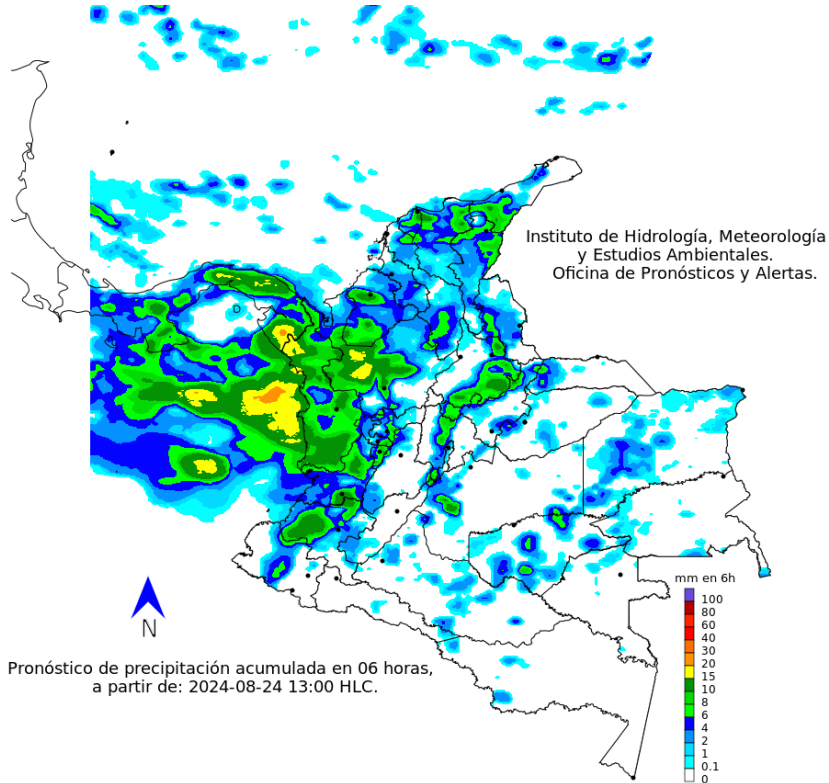 Instituto de Hidrología, Meteorología
y Estudios Ambientales.
Oficina de Pronósticos y Alertas.
mm en 6h
100
80
60
40
30
20
15
10
8
6
4
2
1
0.1
0
N
Pronóstico de precipitación acumulada en 06 horas,
a partir de: 2024-08-24 13:00 HLC.